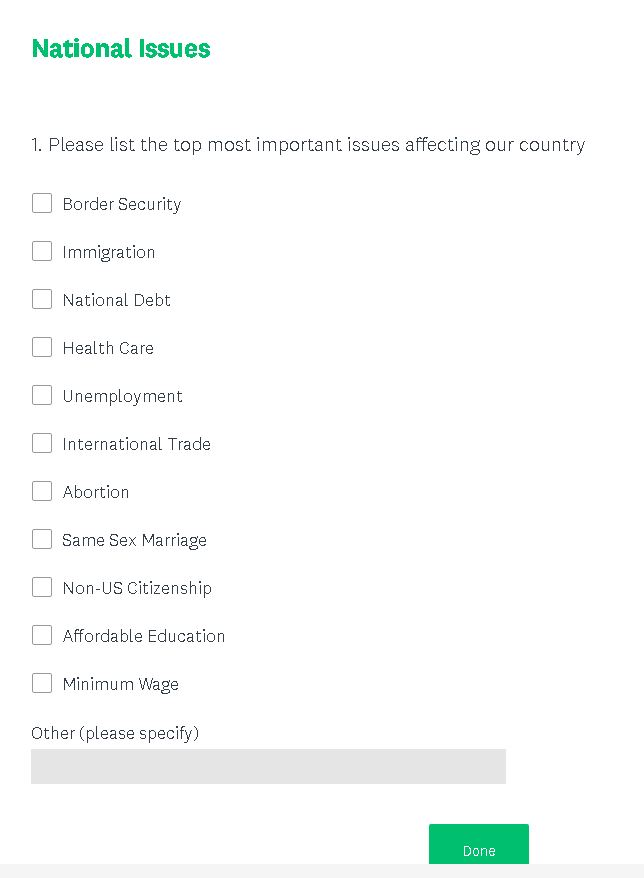 National Issues
1. Please list the top most important issues affecting our country
Border Security
Immigration
National Debt
Health Care
Unemployment
International Trade
Abortion
Same Sex Marriage
Non-US Citizenship
Affordable Education
Minimum Wage
Other (please specify)
Done